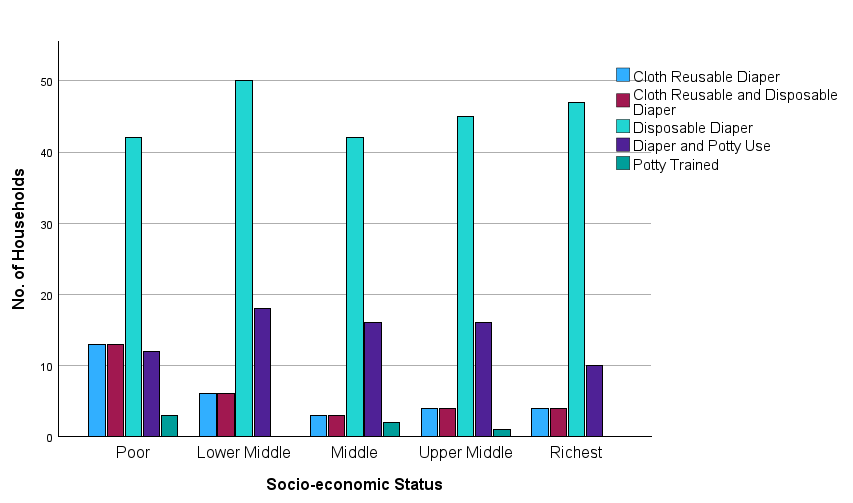 No. of Households
50
40
30
20
10
0
Poor
Lower Middle
Middle
Upper Middle
Richest
Socio-economic Status
Cloth Reusable Diaper
Cloth Reusable and Disposable
Diaper
Disposable Diaper
Diaper and Potty Use
Potty Trained